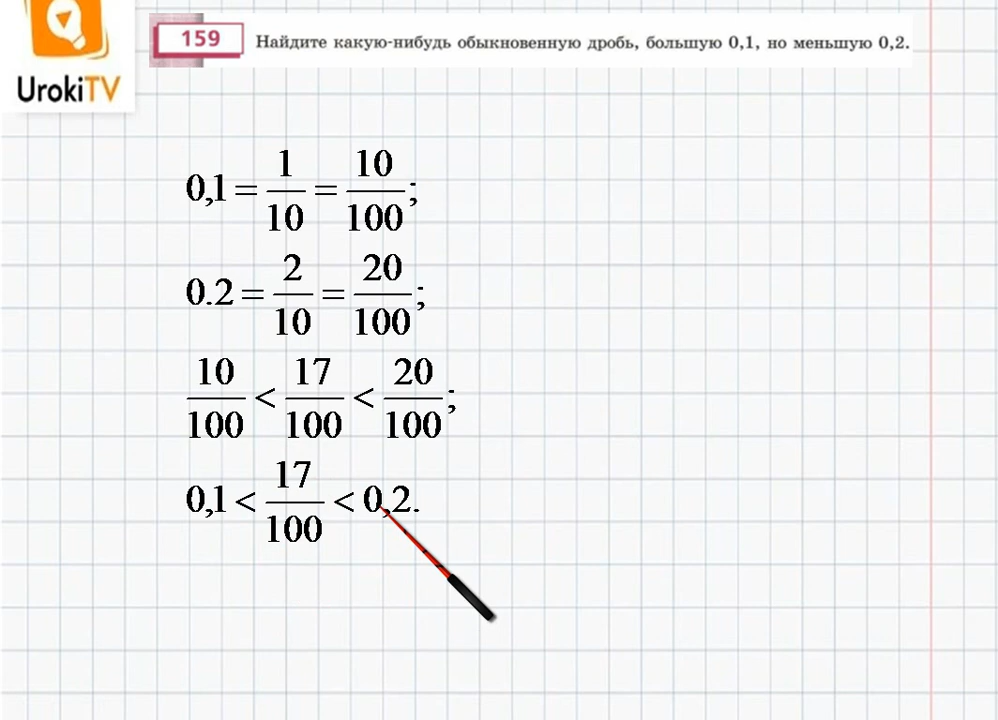 UrokiTV
159 Найдите какую-нибудь обыкновенную дробь, большую 0,1, но меньшую 0,2.
0,1 = 1/10 = 10/100;
0.2 = 2/10 = 20/100;
10/100 < 17/100 < 20/100;
0,1 < 17/100 < 0,2.